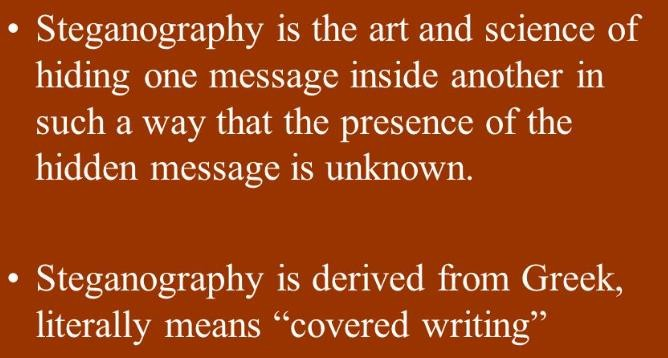 • Steganography is the art and science of
hiding one message inside another in
such a way that the presence of the
hidden message is unknown.
• Steganography is derived from Greek,
literally means “covered writing”